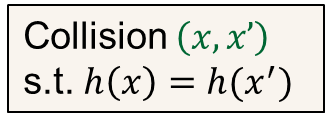 Collision (x, x')
s.t. h(x) = h(x')